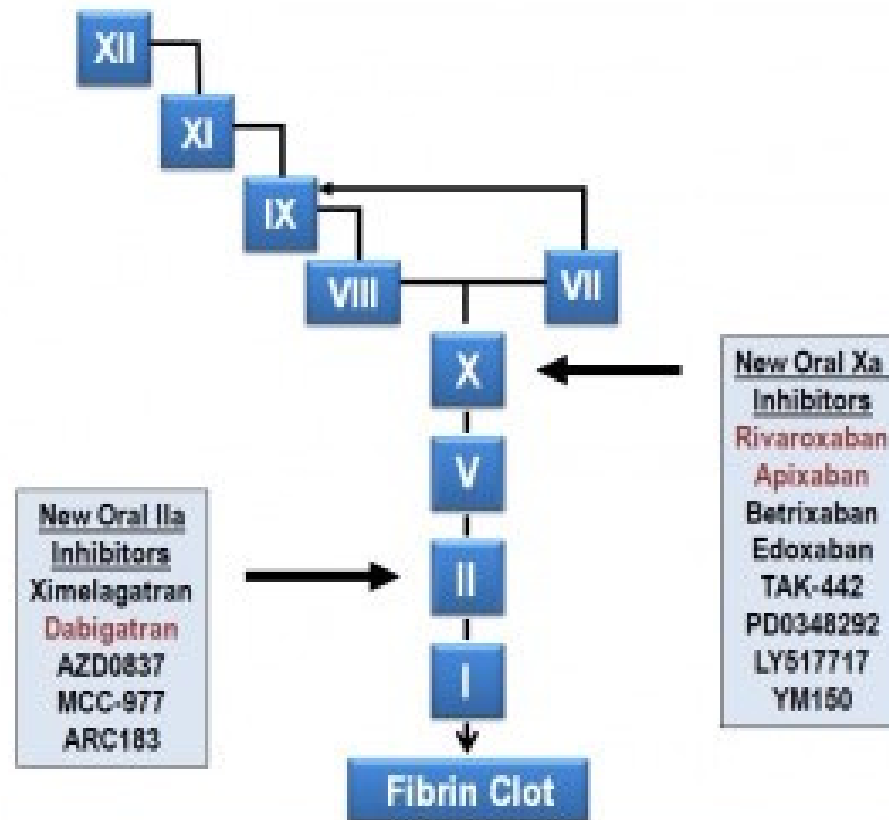 XII
XI
IX
VIII
VII
X
New Oral Xa
Inhibitors
Rivaroxaban
Apixaban
Betrixaban
Edoxaban
TAK-442
PD0348292
LY517717
YM150
V
New Oral IIa
Inhibitors
Ximelagatran
Dabigatran
AZD0837
MCC-977
ARC183
II
I
Fibrin Clot